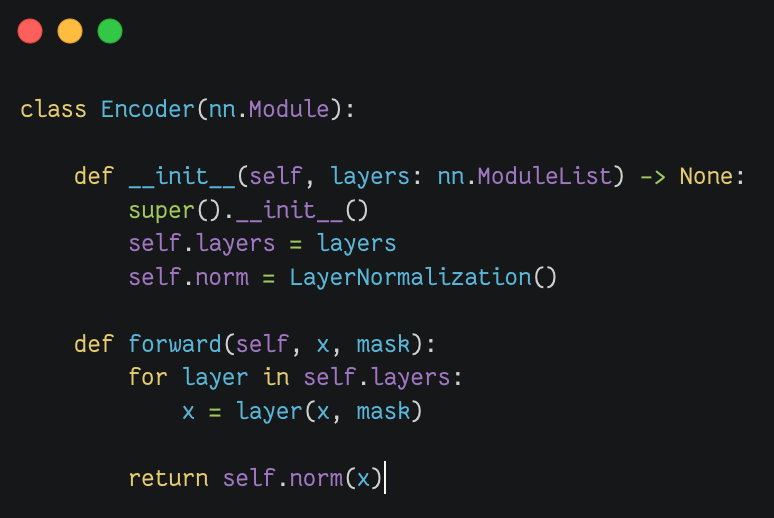 class Encoder(nn.Module):
    def __init__(self, layers: nn.ModuleList) -> None:
        super().__init__()
        self.layers = layers
        self.norm = LayerNormalization()
    def forward(self, x, mask):
        for layer in self.layers:
            x = layer(x, mask)
        return self.norm(x)